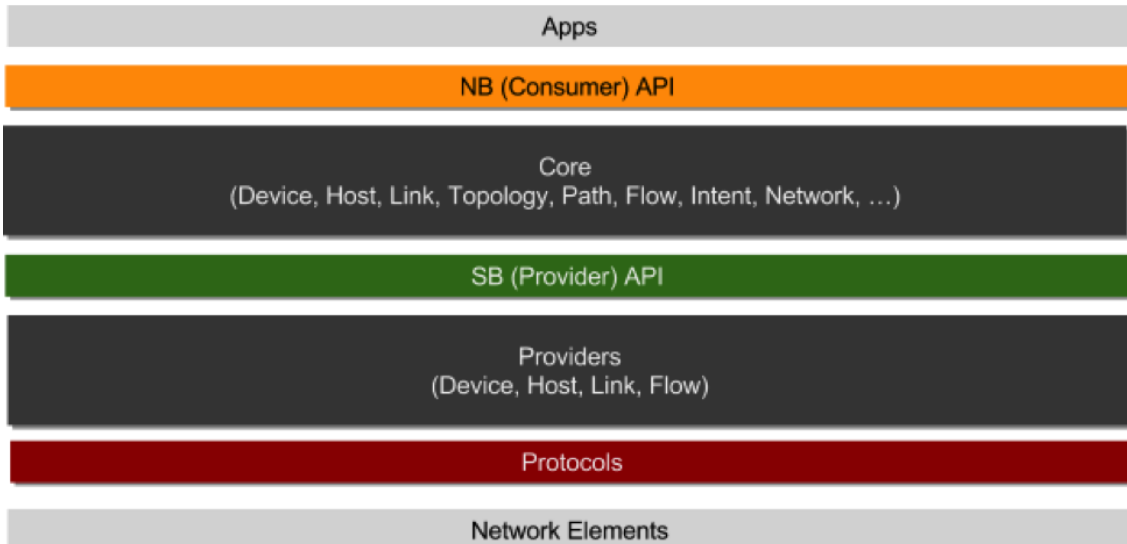 Apps
NB (Consumer) API
Core
(Device, Host, Link, Topology, Path, Flow, Intent, Network, …)
SB (Provider) API
Providers
(Device, Host, Link, Flow)
Protocols
Network Elements